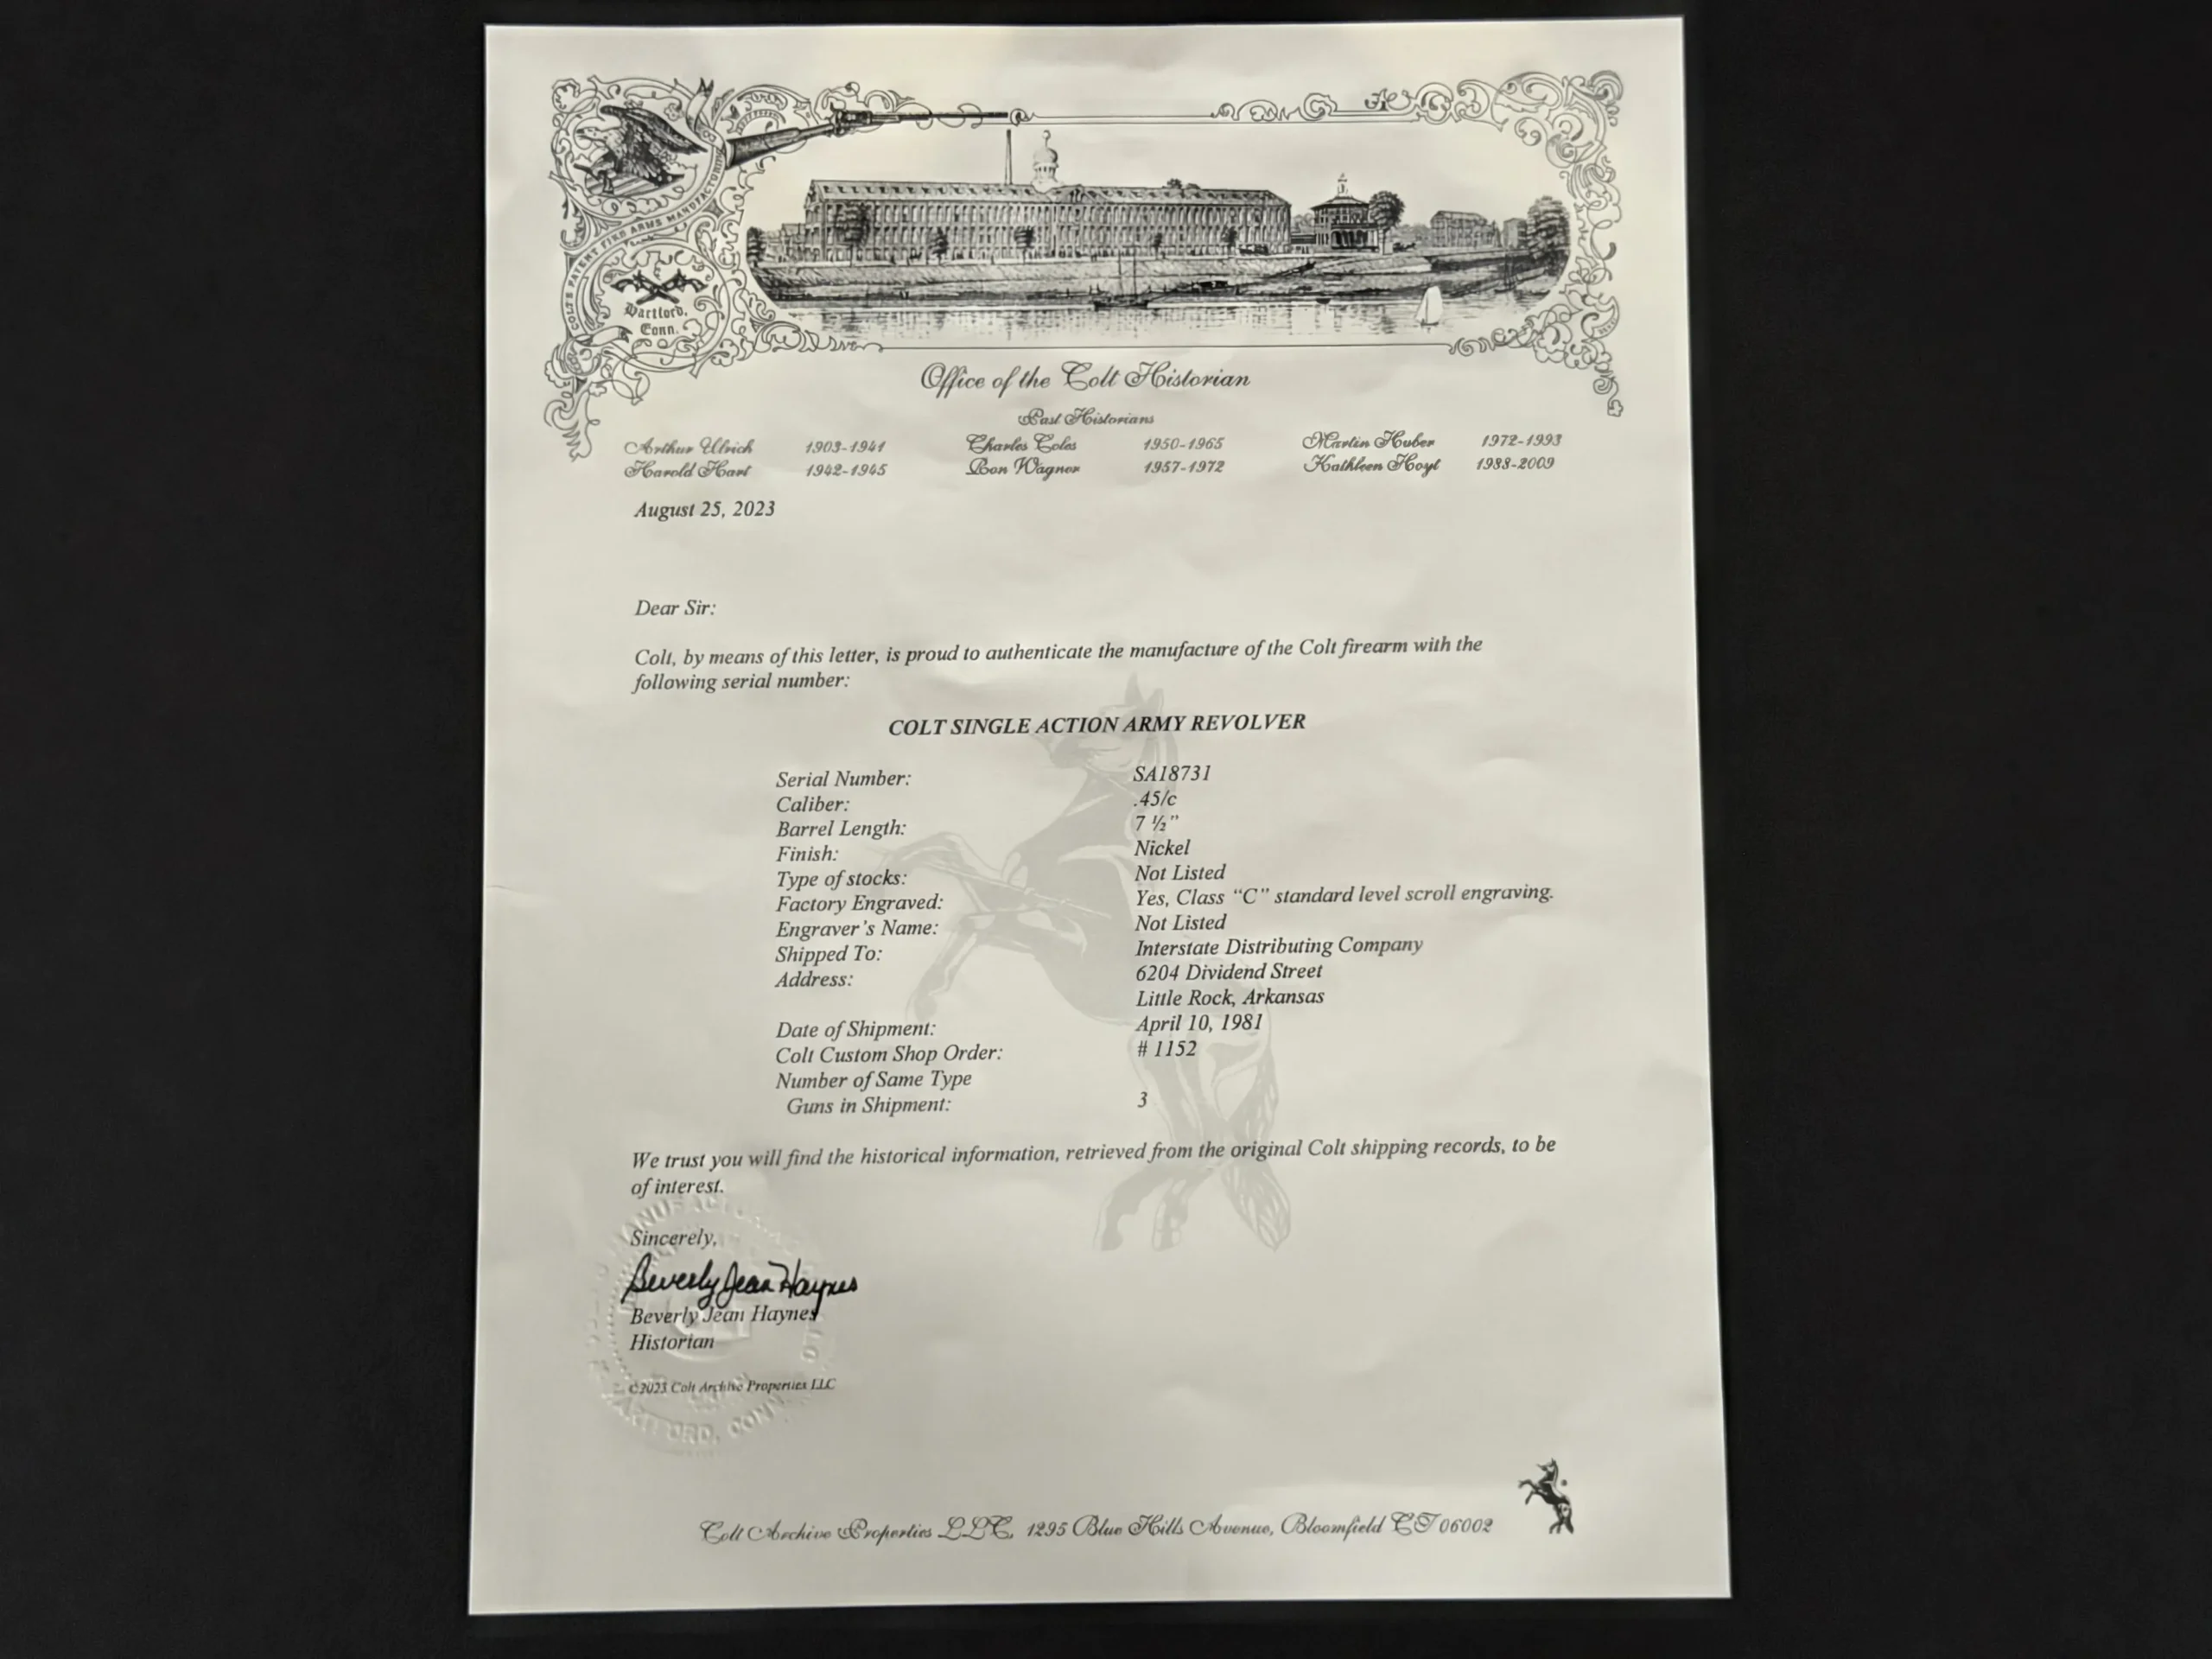 COLT'S PATENT FIRE ARMS MANUFACTURING
Hartford,
Conn.
Office of the Colt Historian
Past Historians
Arthur Ulrich 1903-1941 Charles Coles 1950-1965 Martin Huber 1972-1993
Harold Hart 1942-1945 Ron Wagner 1957-1972 Kathleen Hoyt 1988-2009
August 25, 2023
Dear Sir:
Colt, by means of this letter, is proud to authenticate the manufacture of the Colt firearm with the
following serial number:
COLT SINGLE ACTION ARMY REVOLVER
Serial Number: SA18731
Caliber: .45/c
Barrel Length: 7 ½”
Finish: Nickel
Type of stocks: Not Listed
Factory Engraved: Yes, Class “C” standard level scroll engraving.
Engraver’s Name: Not Listed
Shipped To: Interstate Distributing Company
Address: 6204 Dividend Street
Little Rock, Arkansas
Date of Shipment: April 10, 1981
Colt Custom Shop Order: # 1152
Number of Same Type
Guns in Shipment: 3
We trust you will find the historical information, retrieved from the original Colt shipping records, to be
of interest.
Sincerely,
Beverly Jean Haynes
Beverly Jean Haynes
Historian
©2023 Colt Archive Properties LLC
HARTFORD, CONN.
Colt Archive Properties LLC, 1295 Blue Hills Avenue, Bloomfield CT 06002